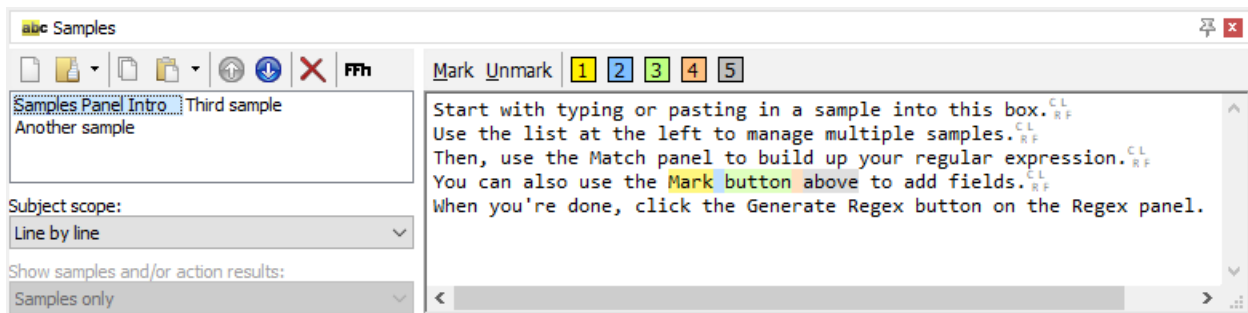 abc Samples
FFh
Samples Panel Intro Third sample
Another sample
Subject scope:
Line by line
Show samples and/or action results:
Samples only
Mark Unmark 1 2 3 4 5
Start with typing or pasting in a sample into this box.CRLF
Use the list at the left to manage multiple samples.CRLF
Then, use the Match panel to build up your regular expression.CRLF
You can also use the Mark button above to add fields.CRLF
When you're done, click the Generate Regex button on the Regex panel.